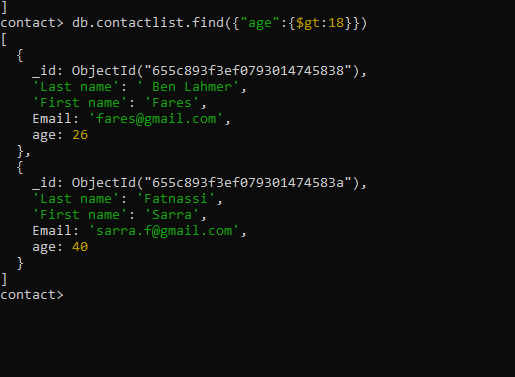 ]
contact> db.contactlist.find({"age":{$gt:18}})
[
  {
    _id: ObjectId("655c893f3ef0793014745838"),
    'Last name': ' Ben Lahmer',
    'First name': 'Fares',
    Email: 'fares@gmail.com',
    age: 26
  },
  {
    _id: ObjectId("655c893f3ef079301474583a"),
    'Last name': 'Fatnassi',
    'First name': 'Sarra',
    Email: 'sarra.f@gmail.com',
    age: 40
  }
]
contact>